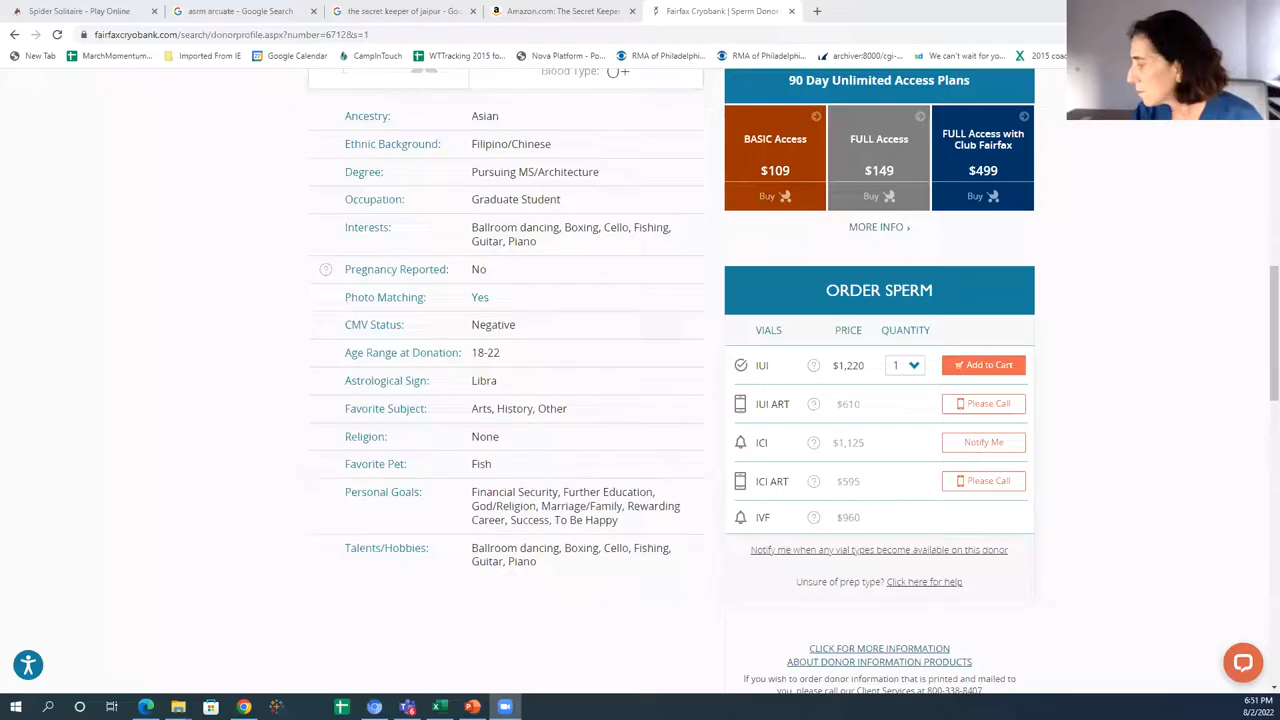 Spider Solitaire - Play Online
asrm arcuate - Google Search
the secret keeper of jaipur - Go
Amazon.com: The Secret Keeper
Fairfax Cryobank | Sperm Donor
fairfaxcryobank.com/search/donorprofile.aspx?number=6712&s=1
New Tab
MarchMomentum...
Imported From IE
Google Calendar
CampInTouch
WTTracking 2015 fo...
Nova Platform - Po...
RMA of Philadelphi...
RMA of Philadelphi...
archiver:8000/cgi-...
We can't wait for yo...
2015 coa
Blood Type: O+
Ancestry: Asian
Ethnic Background: Filipino/Chinese
Degree: Pursuing MS/Architecture
Occupation: Graduate Student
Interests: Ballroom dancing, Boxing, Cello, Fishing,
Guitar, Piano
Pregnancy Reported: No
Photo Matching: Yes
CMV Status: Negative
Age Range at Donation: 18-22
Astrological Sign: Libra
Favorite Subject: Arts, History, Other
Religion: None
Favorite Pet: Fish
Personal Goals: Financial Security, Further Education,
God/Religion, Marriage/Family, Rewarding
Career, Success, To Be Happy
Talents/Hobbies: Ballroom dancing, Boxing, Cello, Fishing,
Guitar, Piano
90 Day Unlimited Access Plans
BASIC Access
$109
Buy
FULL Access
$149
Buy
FULL Access with
Club Fairfax
$499
Buy
MORE INFO ›
ORDER SPERM
VIALS PRICE QUANTITY
IUI ? $1,220 1 Add to Cart
IUI ART ? $610 Please Call
ICI ? $1,125 Notify Me
ICI ART ? $595 Please Call
IVF ? $960
Notify me when any vial types become available on this donor
Unsure of prep type? Click here for help
CLICK FOR MORE INFORMATION
ABOUT DONOR INFORMATION PRODUCTS
If you wish to order donor information that is printed and mailed to
you, please call our Client Services at 800-338-8407
6:51 PM
8/2/2022